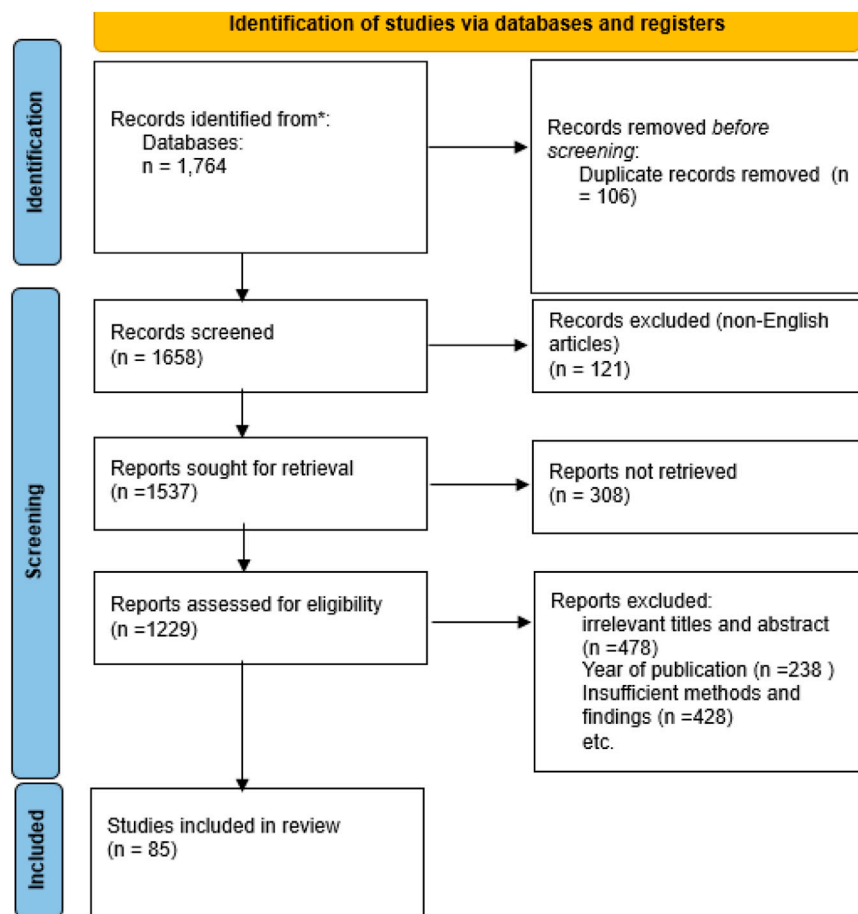 Identification of studies via databases and registers
Identification
Records identified from*:
Databases:
n = 1,764
Records removed before
screening:
Duplicate records removed  (n
= 106)
Screening
Records screened
(n = 1658)
Records excluded (non-English
articles)
(n = 121)
Reports sought for retrieval
(n =1537)
Reports not retrieved
(n = 308)
Reports assessed for eligibility
(n =1229)
Reports excluded:
irrelevant titles and abstract
(n =478)
Year of publication (n =238 )
Insufficient methods and
findings (n =428)
etc.
Included
Studies included in review
(n = 85)